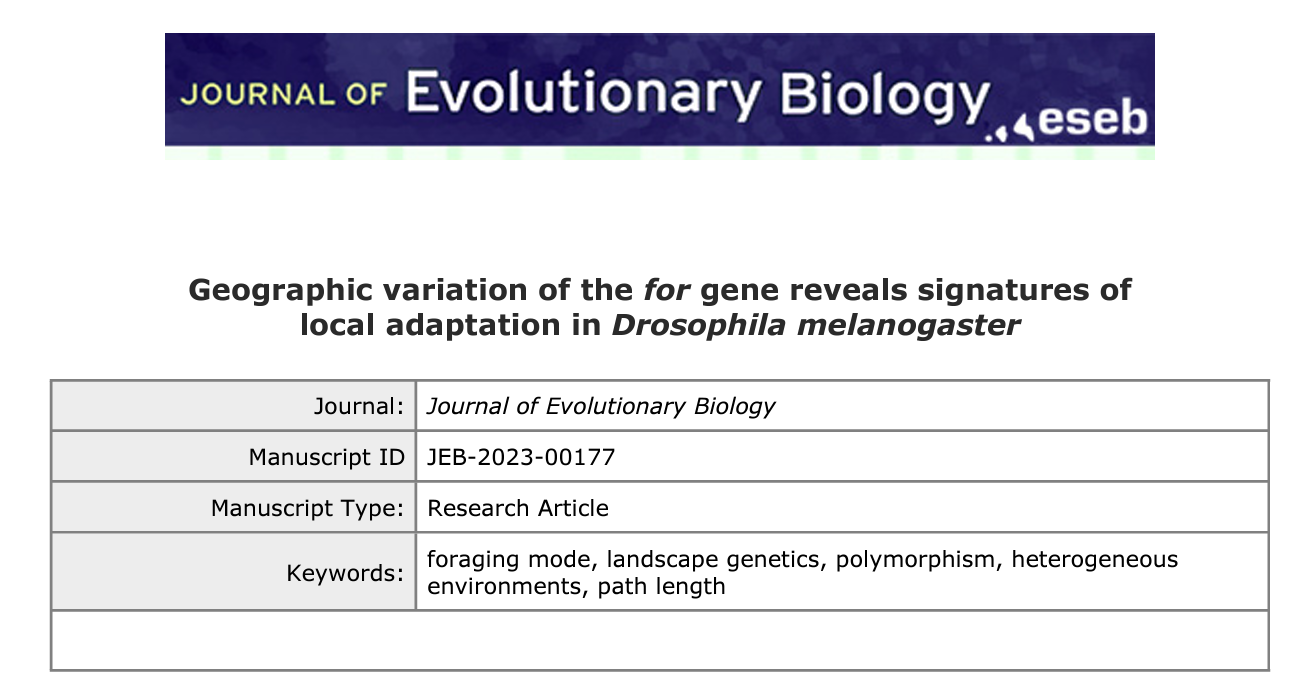 JOURNAL OF Evolutionary Biology
eseb
Geographic variation of the for gene reveals signatures of
local adaptation in Drosophila melanogaster
Journal: Journal of Evolutionary Biology
Manuscript ID JEB-2023-00177
Manuscript Type: Research Article
Keywords: foraging mode, landscape genetics, polymorphism, heterogeneous
environments, path length